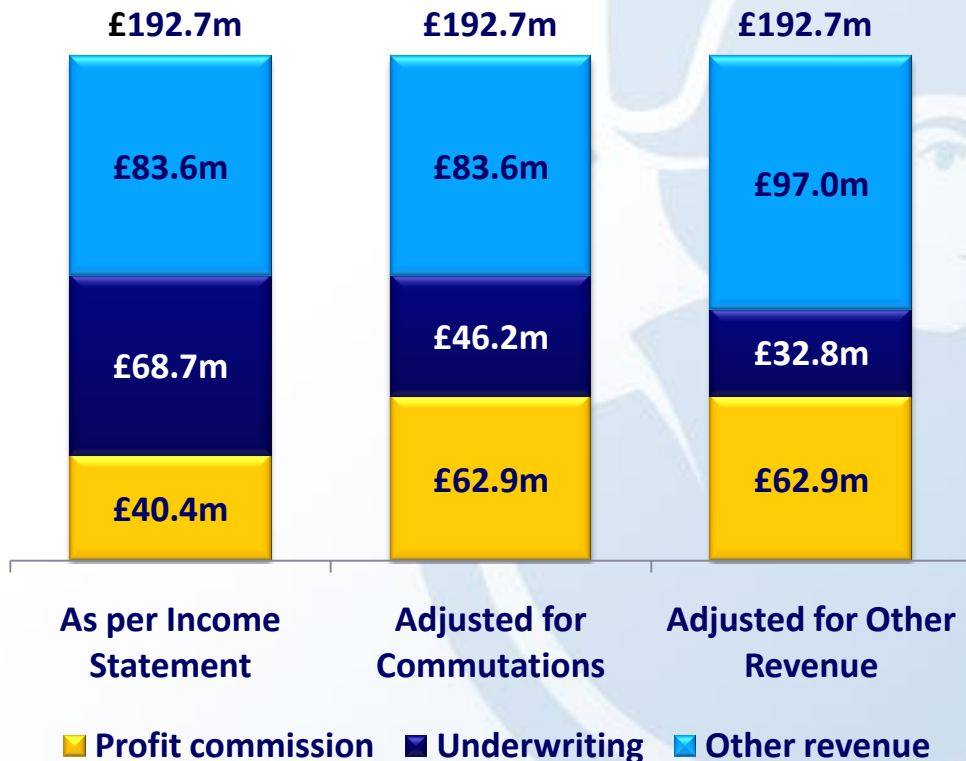 £192.7m £192.7m £192.7m
£83.6m £83.6m £97.0m
£68.7m £46.2m £32.8m
£40.4m £62.9m £62.9m
As per Income Adjusted for Adjusted for Other
Statement Commutations Revenue
Profit commission Underwriting Other revenue